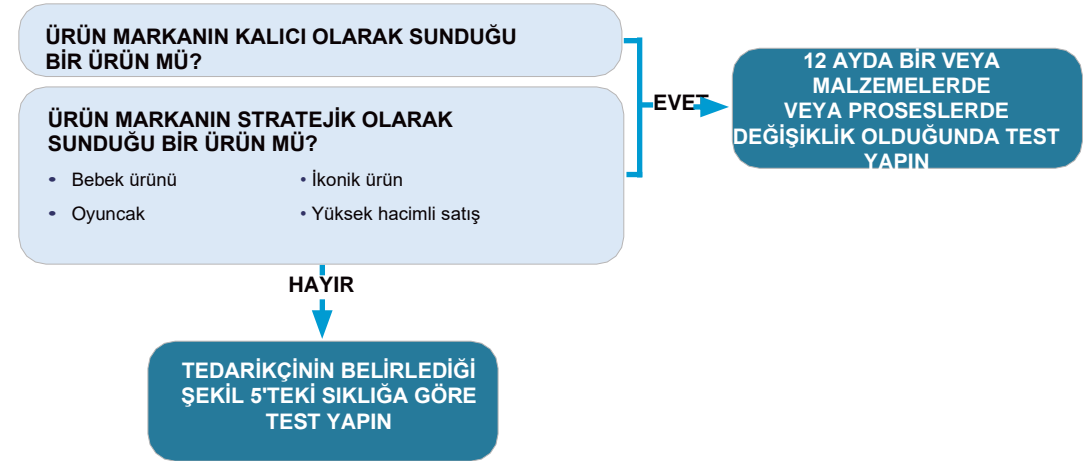 ÜRÜN MARKANIN KALICI OLARAK SUNDUĞU
BİR ÜRÜN MÜ?
ÜRÜN MARKANIN STRATEJİK OLARAK
SUNDUĞU BİR ÜRÜN MÜ?
• Bebek ürünü • İkonik ürün
• Oyuncak • Yüksek hacimli satış
EVET
12 AYDA BİR VEYA
MALZEMELERDE
VEYA PROSESLERDE
DEĞİŞİKLİK OLDUĞUNDA TEST
YAPIN
HAYIR
TEDARİKÇİNİN BELİRLEDİĞİ
ŞEKİL 5'TEKİ SIKLIĞA GÖRE
TEST YAPIN